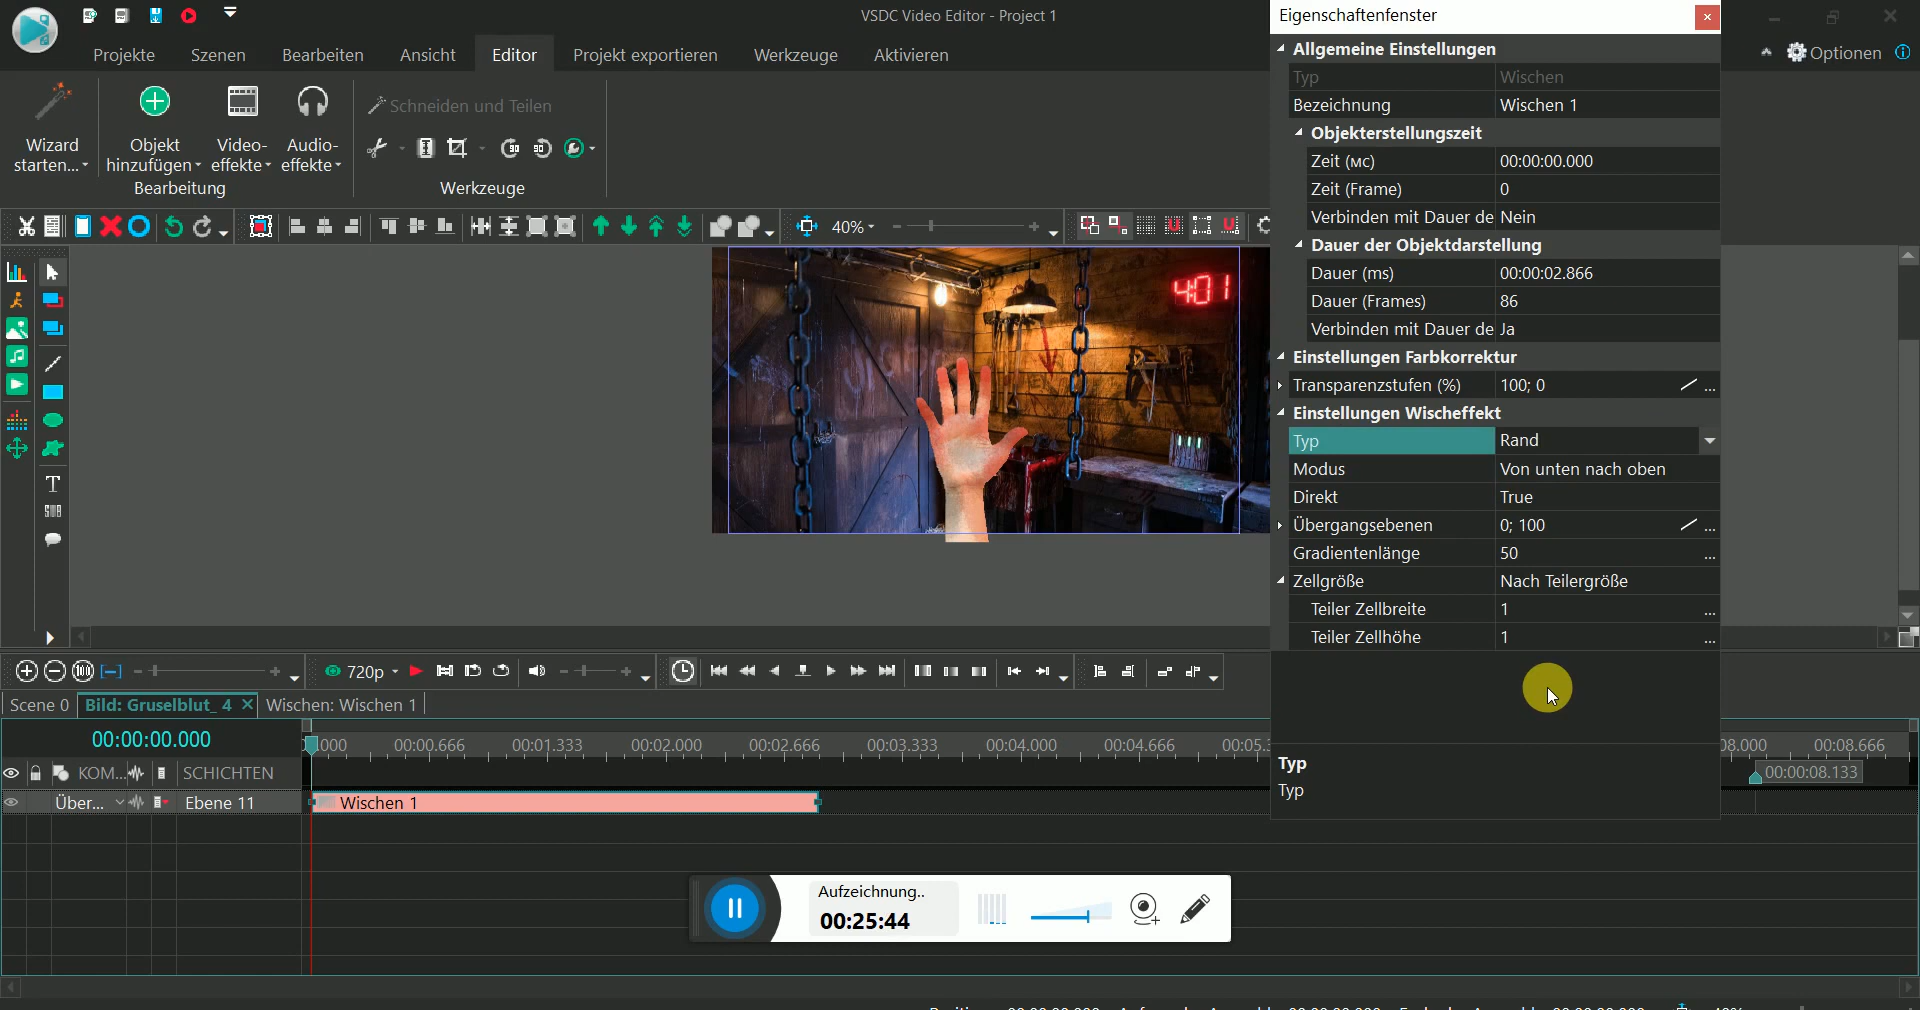 VSDC Video Editor - Project 1
Projekte Szenen Bearbeiten Ansicht Editor Projekt exportieren Werkzeuge Aktivieren
Optionen
Wizard starten...
Objekt hinzufügen
Video-effekte
Audio-effekte
Bearbeitung
Schneiden und Teilen
Werkzeuge
40%
4:01
Eigenschaftenfenster
Allgemeine Einstellungen
Typ Wischen
Bezeichnung Wischen 1
Objekterstellungszeit
Zeit (мс) 00:00:00.000
Zeit (Frame) 0
Verbinden mit Dauer de Nein
Dauer der Objektdarstellung
Dauer (ms) 00:00:02.866
Dauer (Frames) 86
Verbinden mit Dauer de Ja
Einstellungen Farbkorrektur
Transparenzstufen (%) 100; 0 ...
Einstellungen Wischeffekt
Typ Rand
Modus Von unten nach oben
Direkt True
Übergangsebenen 0; 100 ...
Gradientenlänge 50 ...
Zellgröße Nach Teilergröße
Teiler Zellbreite 1 ...
Teiler Zellhöhe 1 ...
Typ
Typ
720p
Scene 0 Bild: Gruselblut_ 4 Wischen: Wischen 1
00:00:00.000
:000 00:00.666 00:01.333 00:02.000 00:02.666 00:03.333 00:04.000 00:04.666 00:05.
8.000 00:08.666
00:00:08.133
KOM... SCHICHTEN
Über... Ebene 11
Wischen 1
Aufzeichnung..
00:25:44